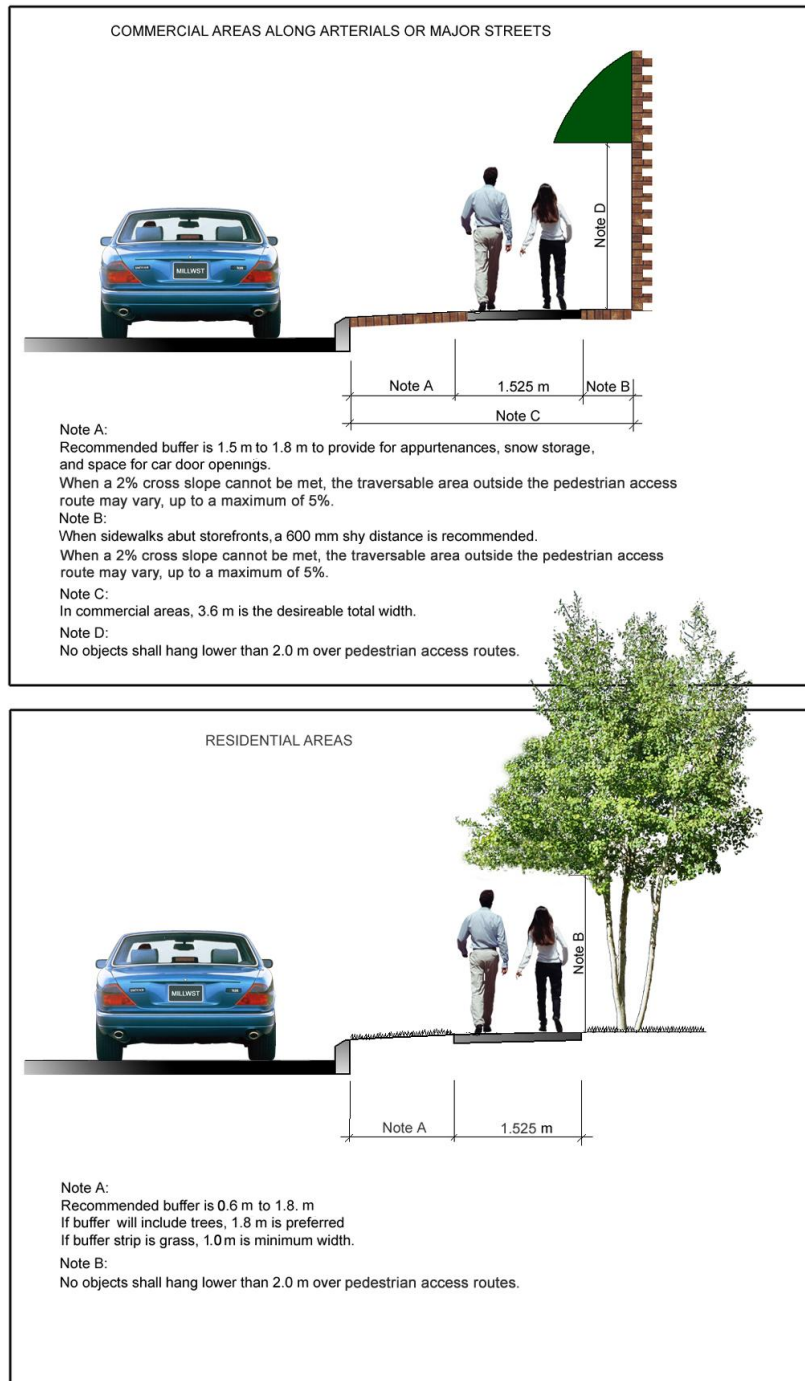 COMMERCIAL AREAS ALONG ARTERIALS OR MAJOR STREETS
MILLWST
Note D
Note A
1.525 m
Note B
Note C
Note A:
Recommended buffer is 1.5 m to 1.8 m to provide for appurtenances, snow storage,
and space for car door openings.
When a 2% cross slope cannot be met, the traversable area outside the pedestrian access
route may vary, up to a maximum of 5%.
Note B:
When sidewalks abut storefronts, a 600 mm shy distance is recommended.
When a 2% cross slope cannot be met, the traversable area outside the pedestrian access
route may vary, up to a maximum of 5%.
Note C:
In commercial areas, 3.6 m is the desireable total width.
Note D:
No objects shall hang lower than 2.0 m over pedestrian access routes.
RESIDENTIAL AREAS
MILLWST
Note B
Note A
1.525 m
Note A:
Recommended buffer is 0.6 m to 1.8. m
If buffer will include trees, 1.8 m is preferred
If buffer strip is grass, 1.0 m is minimum width.
Note B:
No objects shall hang lower than 2.0 m over pedestrian access routes.